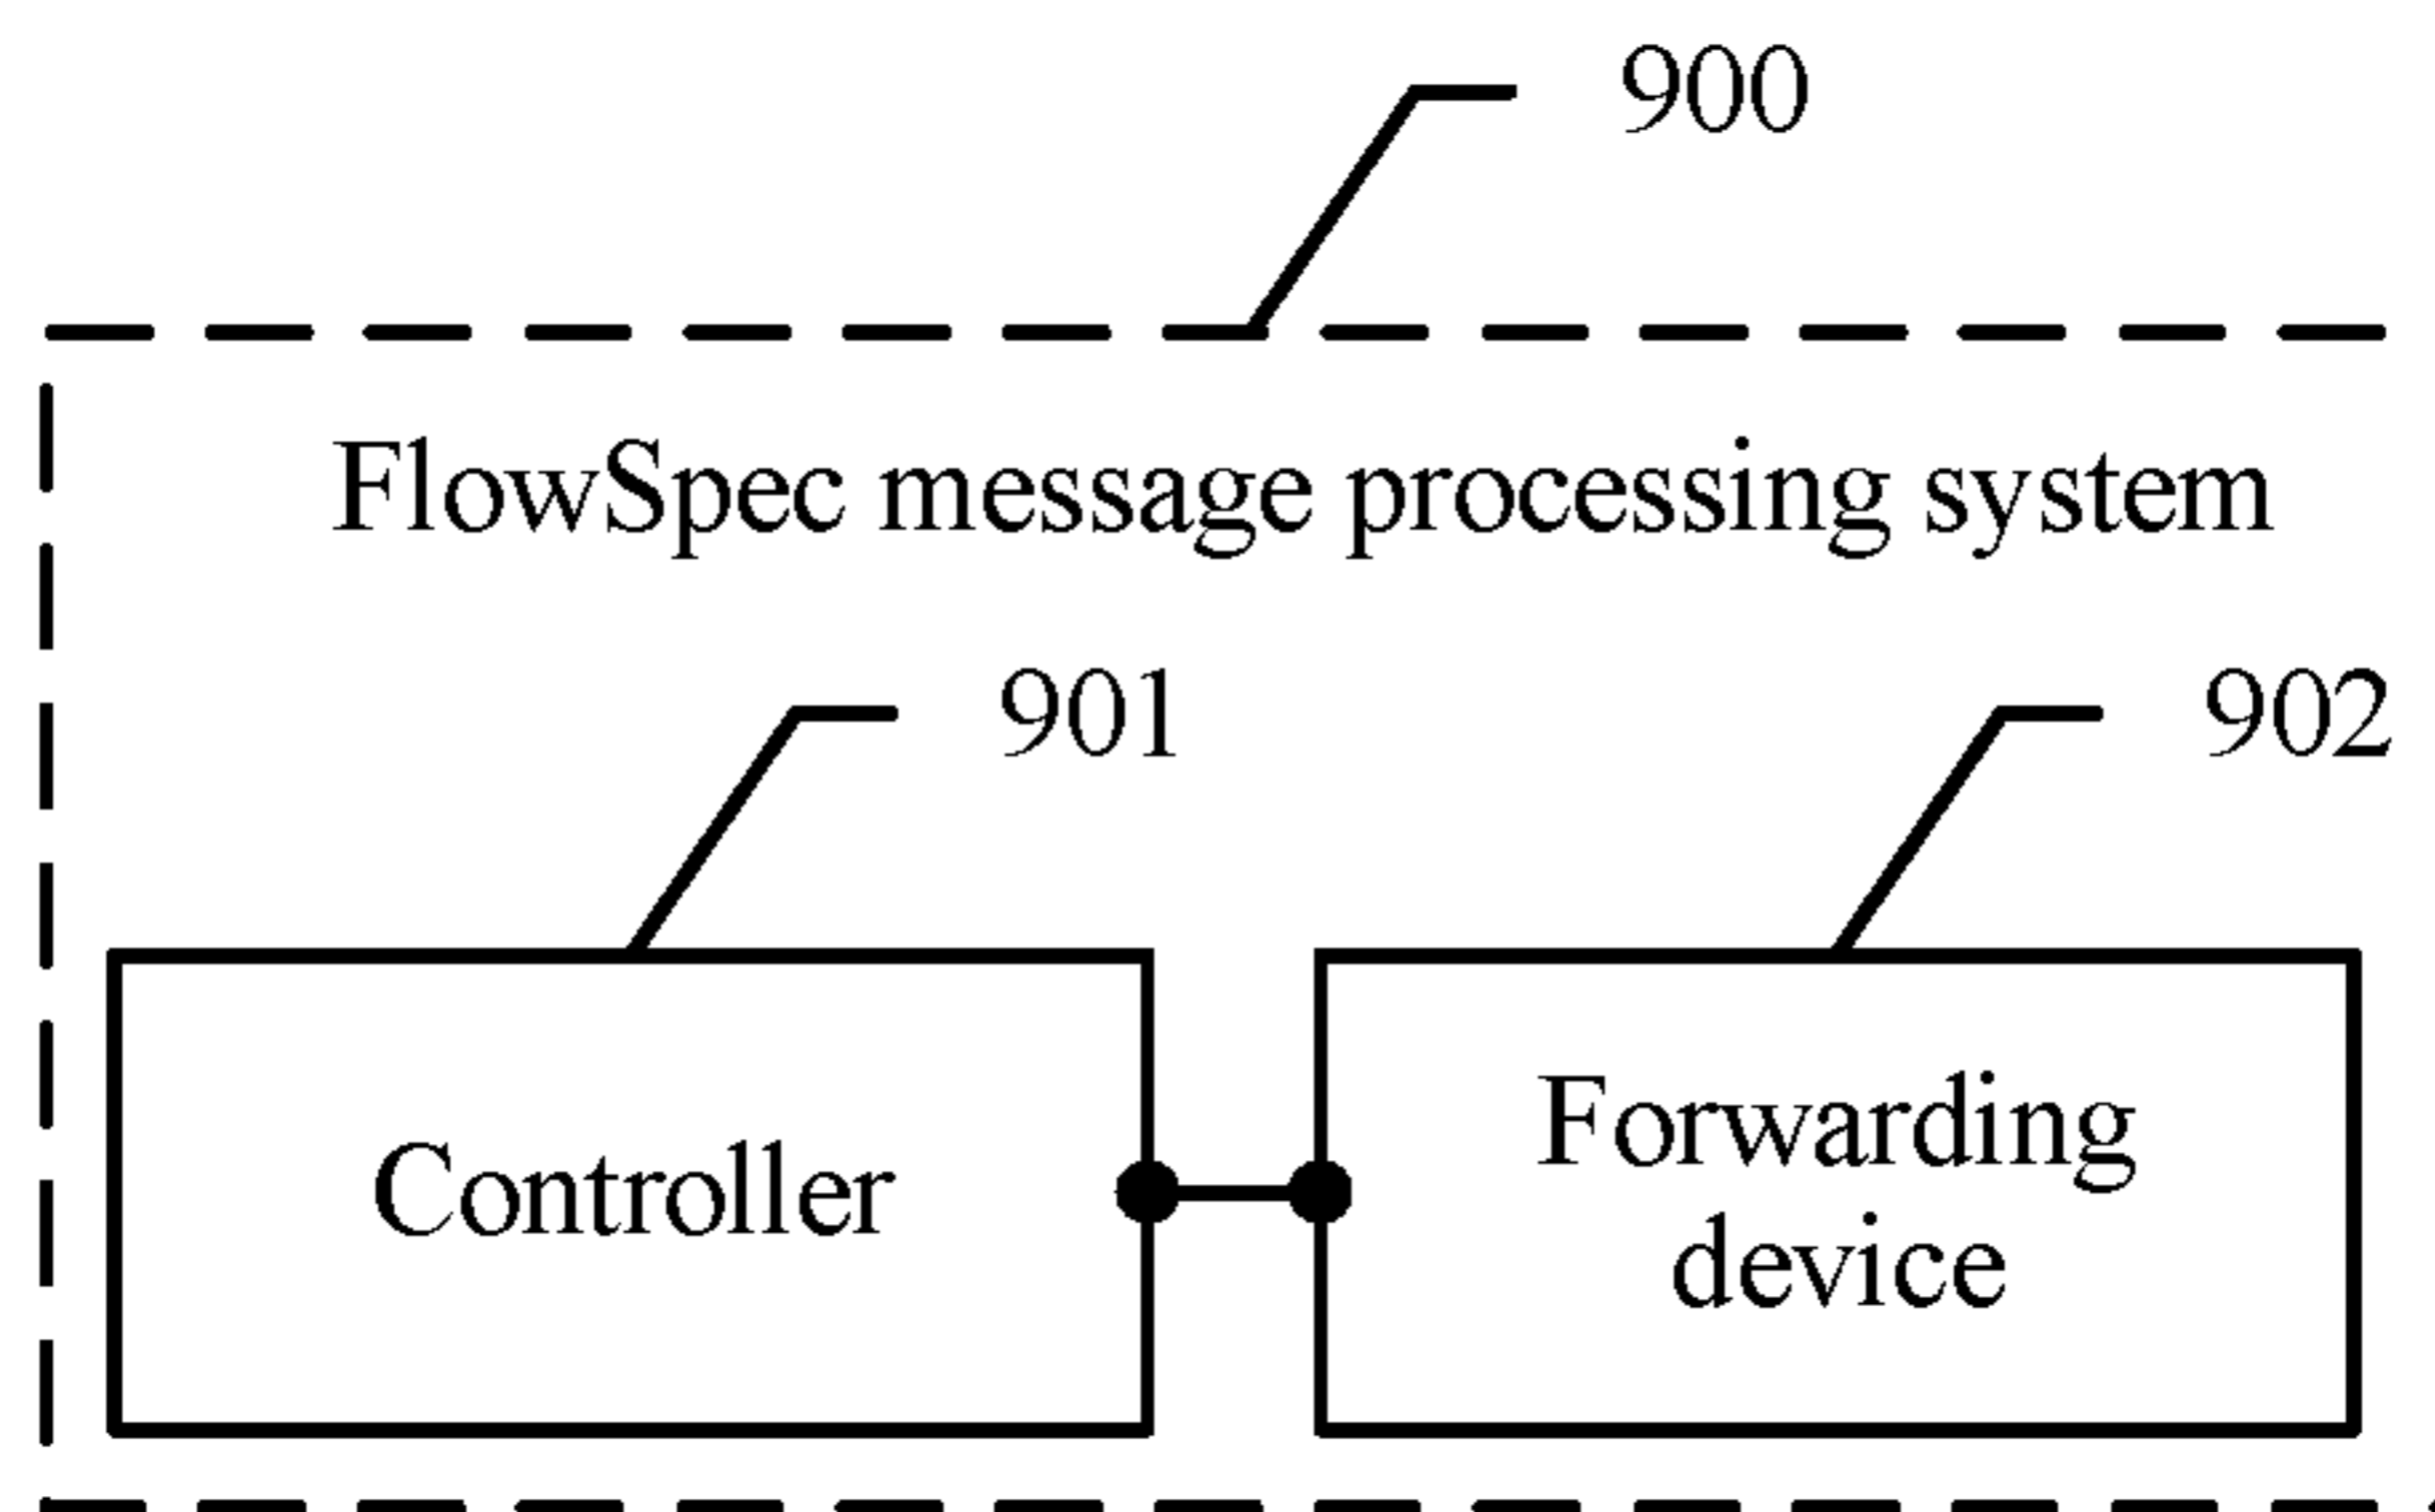 900
FlowSpec message processing system
901
902
Controller
Forwarding
device